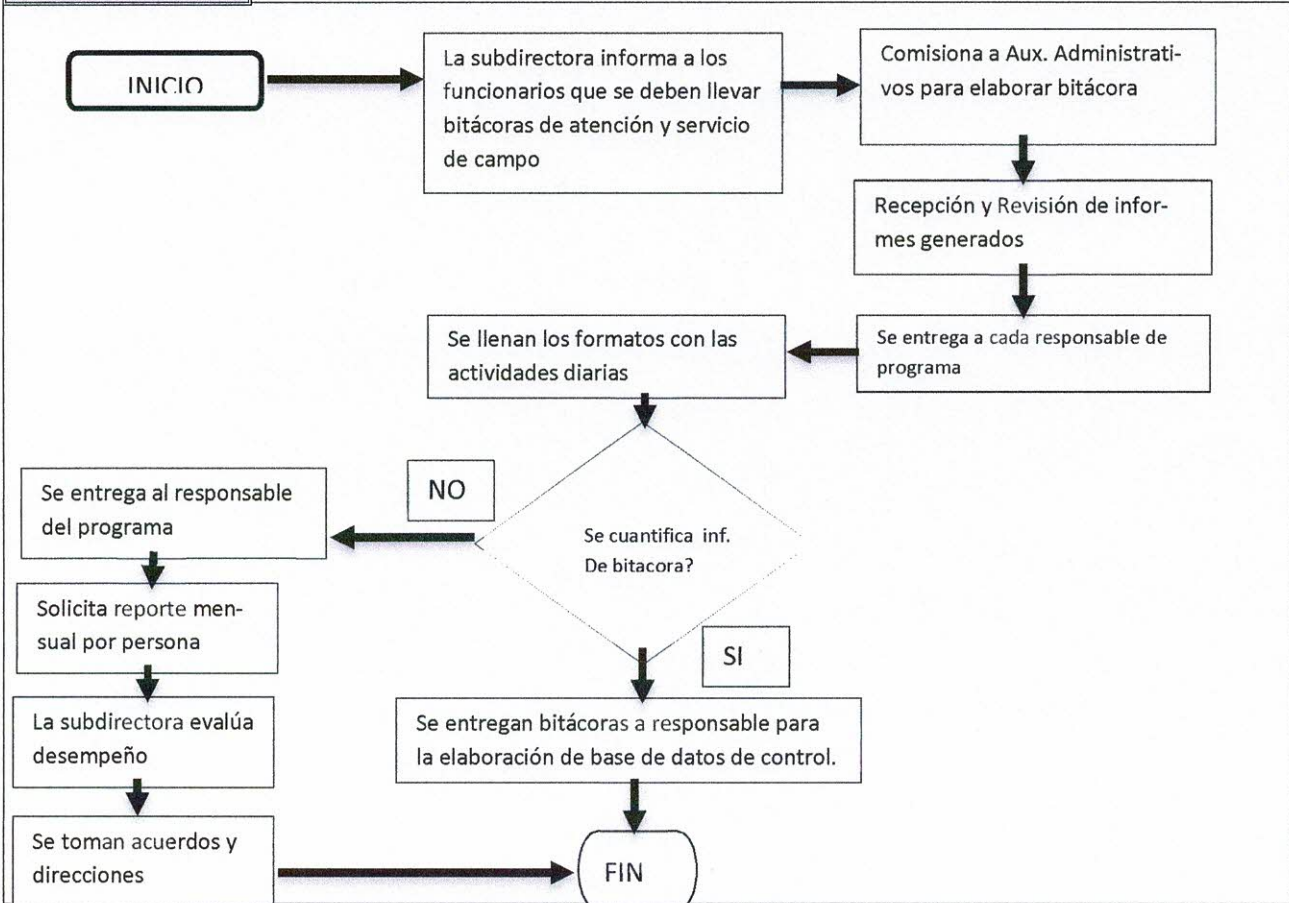 INICIO
La subdirectora informa a los
funcionarios que se deben llevar
bitácoras de atención y servicio
de campo
Comisiona a Aux. Administrati-
vos para elaborar bitácora
Recepción y Revisión de infor-
mes generados
Se entrega a cada responsable de
programa
Se llenan los formatos con las
actividades diarias
Se cuantifica inf.
De bitacora?
NO
Se entrega al responsable
del programa
Solicita reporte men-
sual por persona
La subdirectora evalúa
desempeño
Se toman acuerdos y
direcciones
SI
Se entregan bitácoras a responsable para
la elaboración de base de datos de control.
FIN